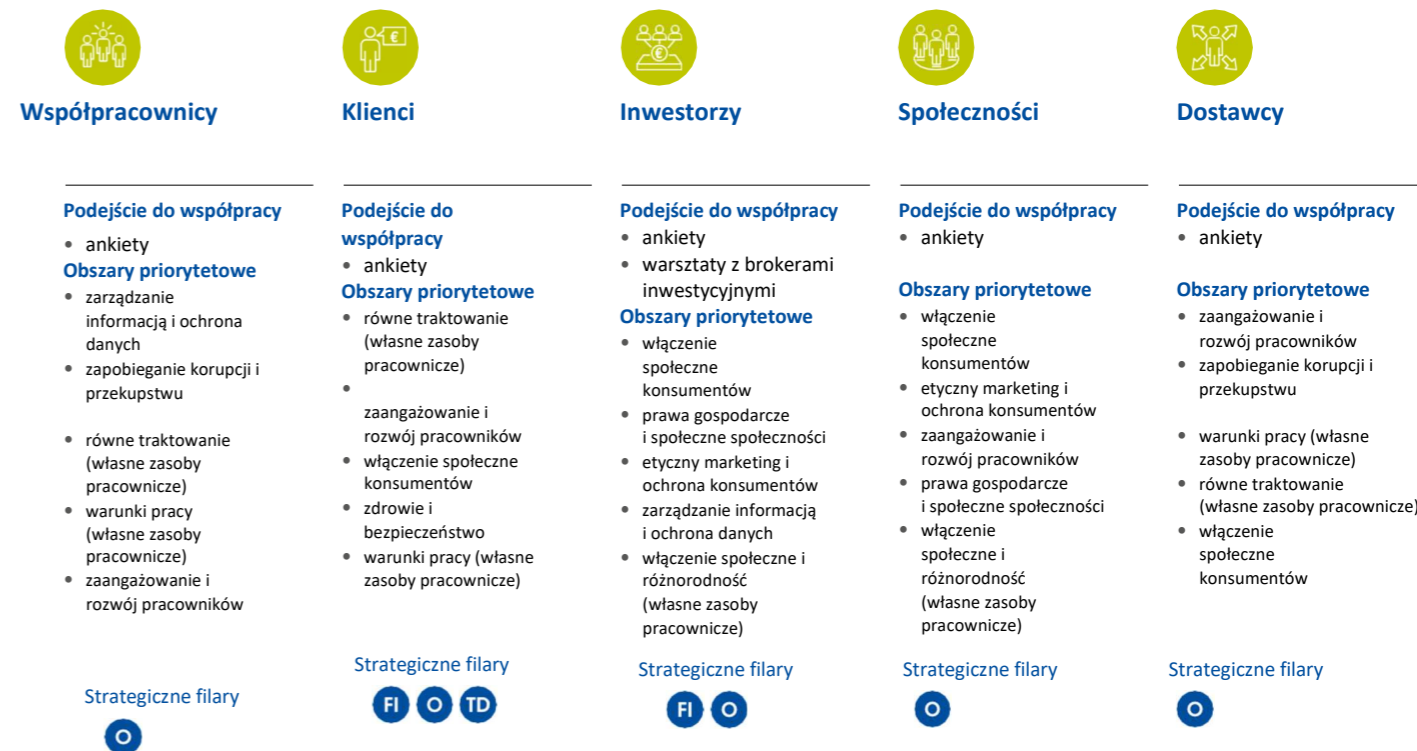 Współpracownicy
Podejście do współpracy
• ankiety
Obszary priorytetowe
• zarządzanie
informacją i ochrona
danych
• zapobieganie korupcji i
przekupstwu
• równe traktowanie
(własne zasoby
pracownicze)
• warunki pracy
(własne zasoby
pracownicze)
• zaangażowanie i
rozwój pracowników
Strategiczne filary
O
€
Klienci
Podejście do
współpracy
• ankiety
Obszary priorytetowe
• równe traktowanie
(własne zasoby
pracownicze)
•
zaangażowanie i
rozwój pracowników
• włączenie społeczne
konsumentów
• zdrowie i
bezpieczeństwo
• warunki pracy (własne
zasoby pracownicze)
Strategiczne filary
FI O TD
€
Inwestorzy
Podejście do współpracy
• ankiety
• warsztaty z brokerami
inwestycyjnymi
Obszary priorytetowe
• włączenie
społeczne
konsumentów
• prawa gospodarcze
i społeczne społeczności
• etyczny marketing i
ochrona konsumentów
• zarządzanie informacją
i ochrona danych
• włączenie społeczne i
różnorodność
(własne zasoby
pracownicze)
Strategiczne filary
FI O
Społeczności
Podejście do współpracy
• ankiety
Obszary priorytetowe
• włączenie
społeczne
konsumentów
• etyczny marketing i
ochrona konsumentów
• zaangażowanie i
rozwój pracowników
• prawa gospodarcze
i społeczne społeczności
• włączenie
społeczne i
różnorodność
(własne zasoby
pracownicze)
Strategiczne filary
O
Dostawcy
Podejście do współpracy
• ankiety
Obszary priorytetowe
• zaangażowanie i
rozwój pracowników
• zapobieganie korupcji i
przekupstwu
• warunki pracy (własne
zasoby pracownicze)
• równe traktowanie
(własne zasoby pracownicze)
• włączenie
społeczne
konsumentów
Strategiczne filary
O